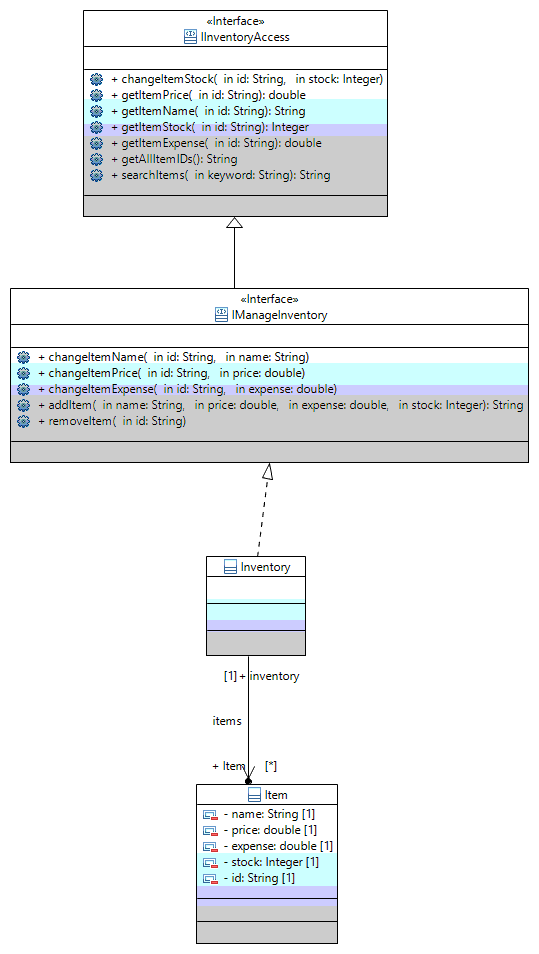 «Interface»
IInventoryAccess
+ changeItemStock( in id: String, in stock: Integer)
+ getItemPrice( in id: String): double
+ getItemName( in id: String): String
+ getItemStock( in id: String): Integer
+ getItemExpense( in id: String): double
+ getAllItemIDs(): String
+ searchItems( in keyword: String): String
«Interface»
IManageInventory
+ changeItemName( in id: String, in name: String)
+ changeItemPrice( in id: String, in price: double)
+ changeItemExpense( in id: String, in expense: double)
+ addItem( in name: String, in price: double, in expense: double, in stock: Integer): String
+ removeItem( in id: String)
Inventory
[1] + inventory
items
+ Item [*]
Item
- name: String [1]
- price: double [1]
- expense: double [1]
- stock: Integer [1]
- id: String [1]